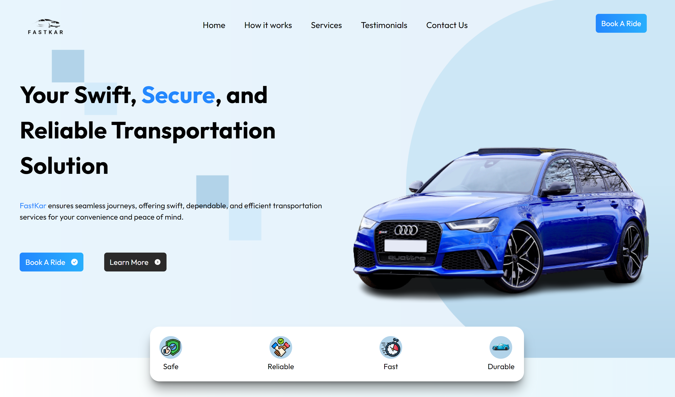 FASTKAR
Home
How it works
Services
Testimonials
Contact Us
Book A Ride
Your Swift, Secure, and
Reliable Transportation
Solution
FastKar ensures seamless journeys, offering swift, dependable, and efficient transportation
services for your convenience and peace of mind.
Book A Ride
Learn More
quattro
Safe
Reliable
Fast
Durable